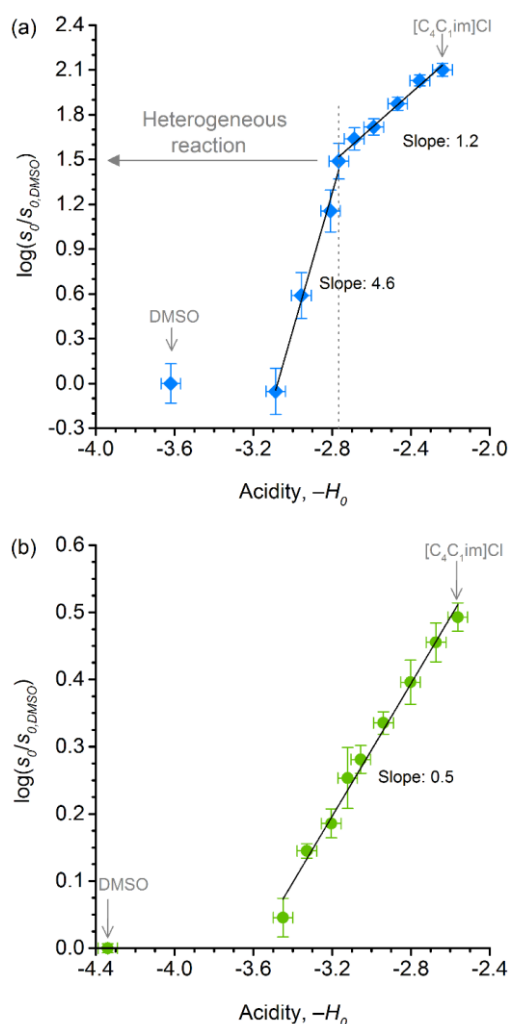 (a)
[C₄C₁im]Cl
2.4
2.1
1.8
1.5
1.2
0.9
0.6
0.3
0.0
-0.3
log(s₀/s₀,DMSO)
Heterogeneous
reaction
Slope: 1.2
Slope: 4.6
DMSO
-4.0 -3.6 -3.2 -2.8 -2.4 -2.0
Acidity, –H₀
(b)
[C₄C₁im]Cl
0.6
0.5
0.4
0.3
0.2
0.1
0.0
log(s₀/s₀,DMSO)
Slope: 0.5
DMSO
-4.4 -4.0 -3.6 -3.2 -2.8 -2.4
Acidity, –H₀